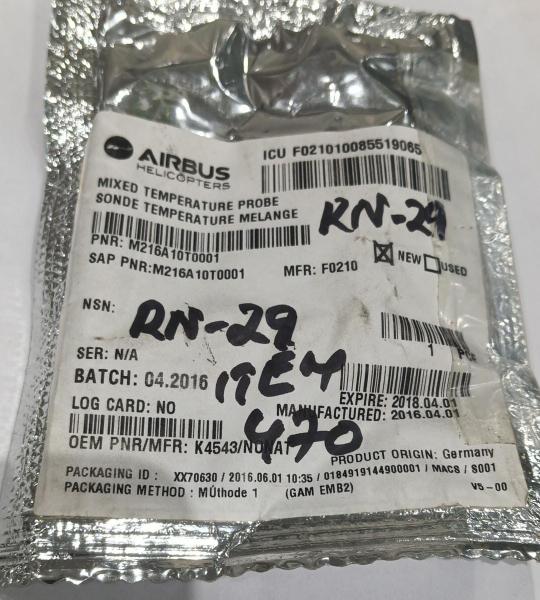 AIRBUS
HELICOPTERS
ICU F021010085519065
MIXED TEMPERATURE PROBE
SONDE TEMPERATURE MELANGE
RN-29
PNR: M216A10T0001
SAP PNR:M216A10T0001 MFR: F0210 NEW USED
NSN:
RN-29
1
SER: N/A
BATCH: 04.2016
EXPIRE: 2018.04.01
LOG CARD: NO MANUFACTURED: 2016.04.01
470
OEM PNR/MFR: K4543/
PRODUCT ORIGIN: Germany
PACKAGING ID : XX70630 / 2016.06.01 10:35 / 0184919144900001 / MACS / S001
PACKAGING METHOD : MÚthode 1 (GAM EMB2) V5-00